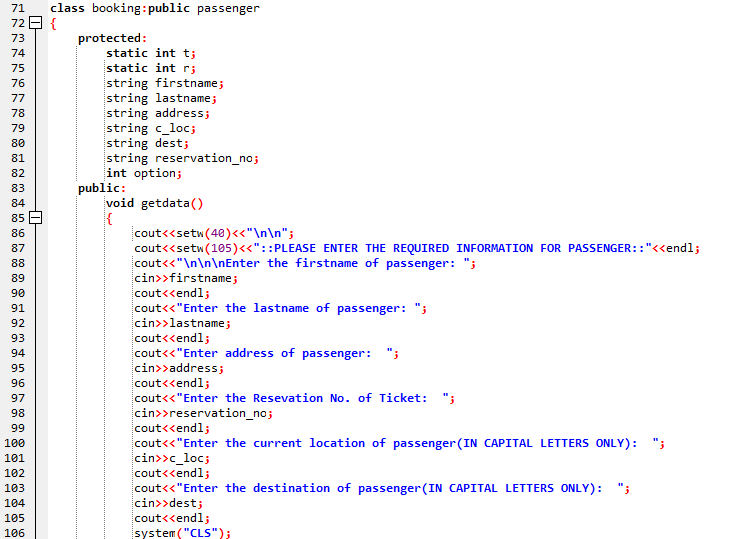 71 class booking:public passenger
72 {
73 protected:
74 static int t;
75 static int r;
76 string firstname;
77 string lastname;
78 string address;
79 string c_loc;
80 string dest;
81 string reservation_no;
82 int option;
83 public:
84 void getdata()
85 {
86 cout<<setw(40)<<"\n\n";
87 cout<<setw(105)<<"::PLEASE ENTER THE REQUIRED INFORMATION FOR PASSENGER::"<<endl;
88 cout<<"\n\n\nEnter the firstname of passenger: ";
89 cin>>firstname;
90 cout<<endl;
91 cout<<"Enter the lastname of passenger: ";
92 cin>>lastname;
93 cout<<endl;
94 cout<<"Enter address of passenger:  ";
95 cin>>address;
96 cout<<endl;
97 cout<<"Enter the Resevation No. of Ticket:  ";
98 cin>>reservation_no;
99 cout<<endl;
100 cout<<"Enter the current location of passenger(IN CAPITAL LETTERS ONLY):  ";
101 cin>>c_loc;
102 cout<<endl;
103 cout<<"Enter the destination of passenger(IN CAPITAL LETTERS ONLY):  ";
104 cin>>dest;
105 cout<<endl;
106 system("CLS");